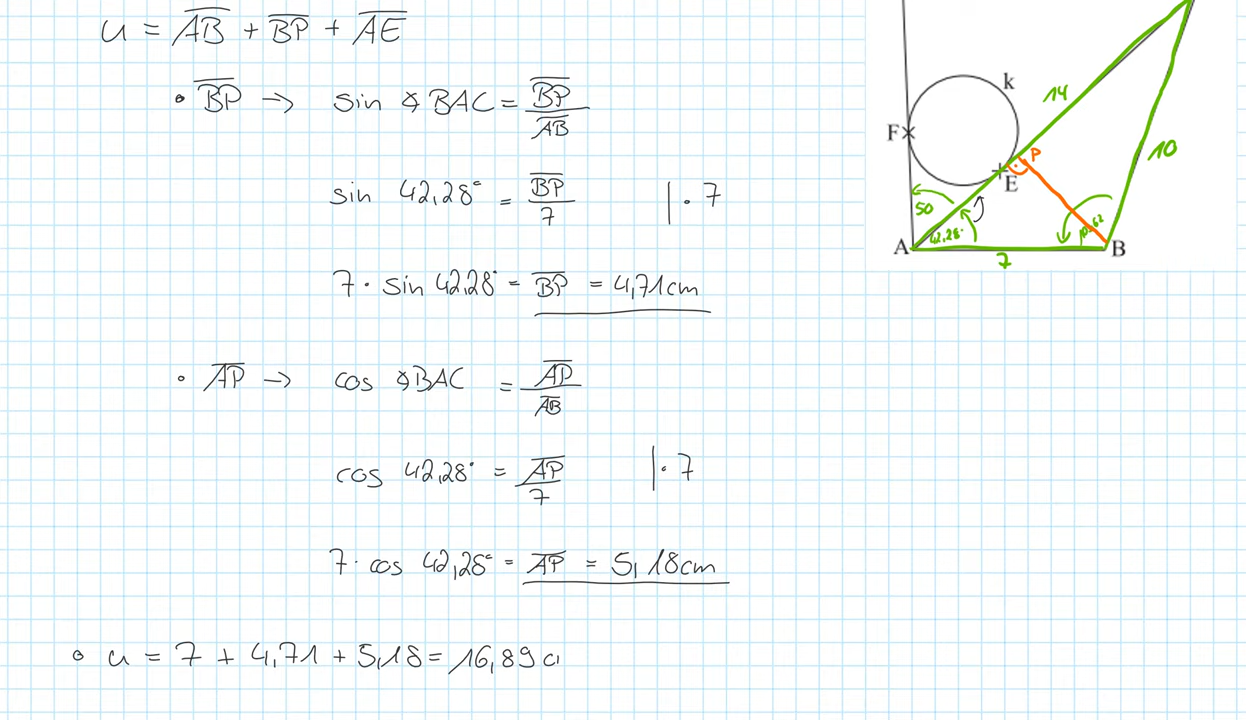 u = AB + BP + AE
• BP → sin ∢ BAC = BP / AB
sin 42,28° = BP / 7 | · 7
7 · sin 42,28° = BP = 4,71cm
• AP → cos ∢BAC = AP / AB
cos 42,28° = AP / 7 | · 7
7 · cos 42,28° = AP = 5,18cm
∘ u = 7 + 4,71 + 5,18 = 16,89 c
k
14
F
P
10
E
50
42,28°
A
B
7